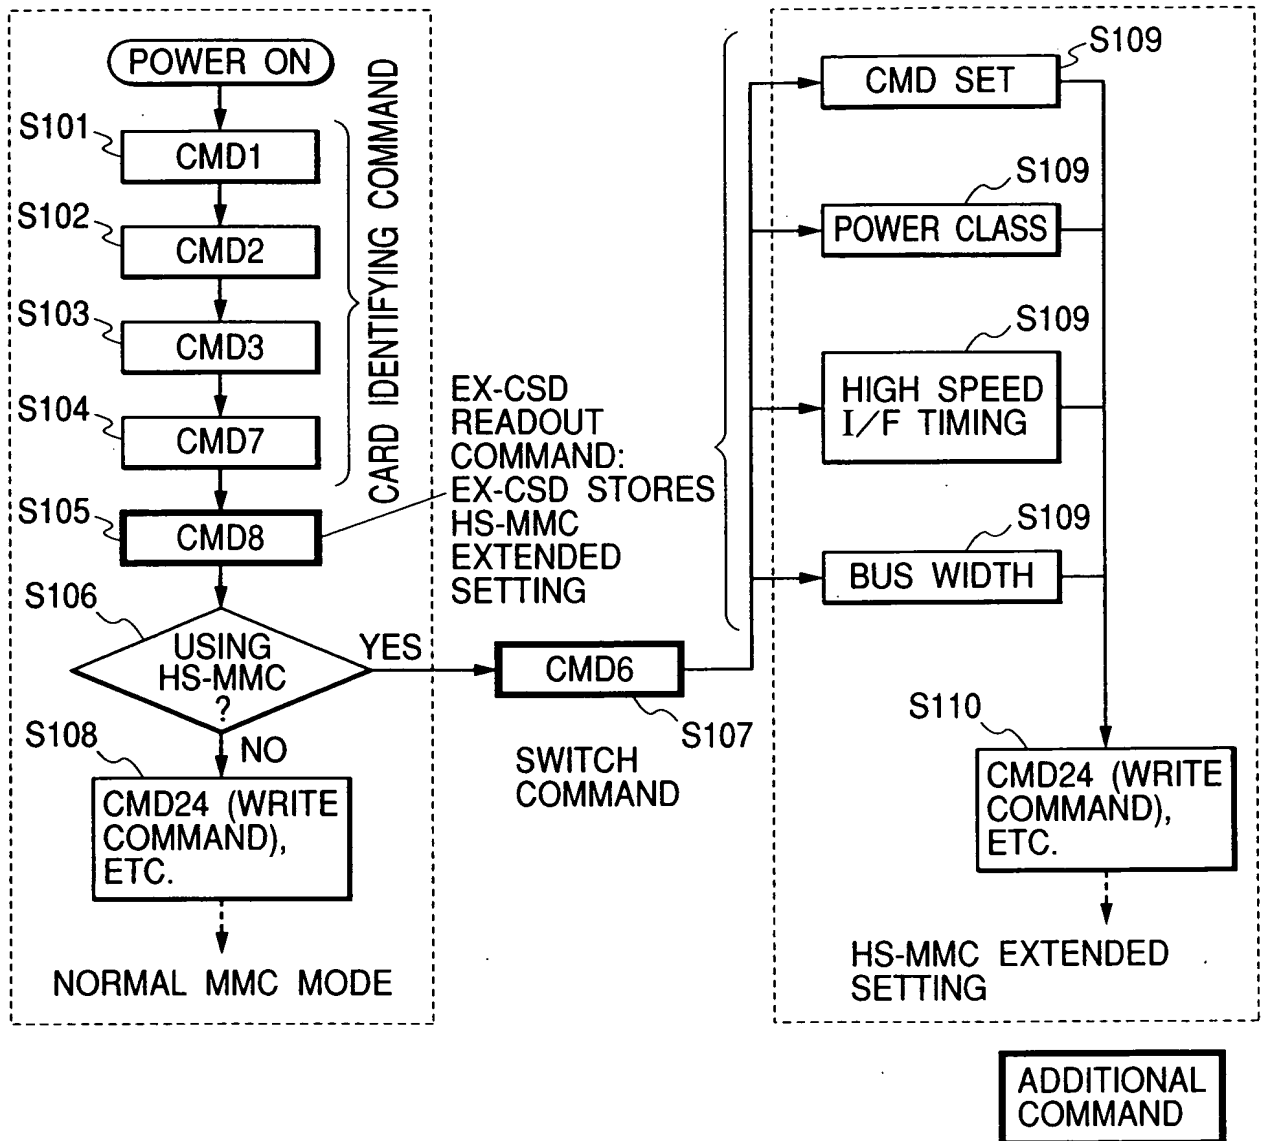 POWER ON
S101
CMD1
S102
CMD2
S103
CMD3
S104
CMD7
CARD IDENTIFYING COMMAND
S105
CMD8
EX-CSD
READOUT
COMMAND:
EX-CSD STORES
HS-MMC
EXTENDED
SETTING
S106
USING
HS-MMC
?
YES
NO
S108
CMD24 (WRITE
COMMAND),
ETC.
NORMAL MMC MODE
CMD6
S107
SWITCH
COMMAND
S109
CMD SET
S109
POWER CLASS
S109
HIGH SPEED
I/F TIMING
S109
BUS WIDTH
S110
CMD24 (WRITE
COMMAND),
ETC.
HS-MMC EXTENDED
SETTING
ADDITIONAL
COMMAND